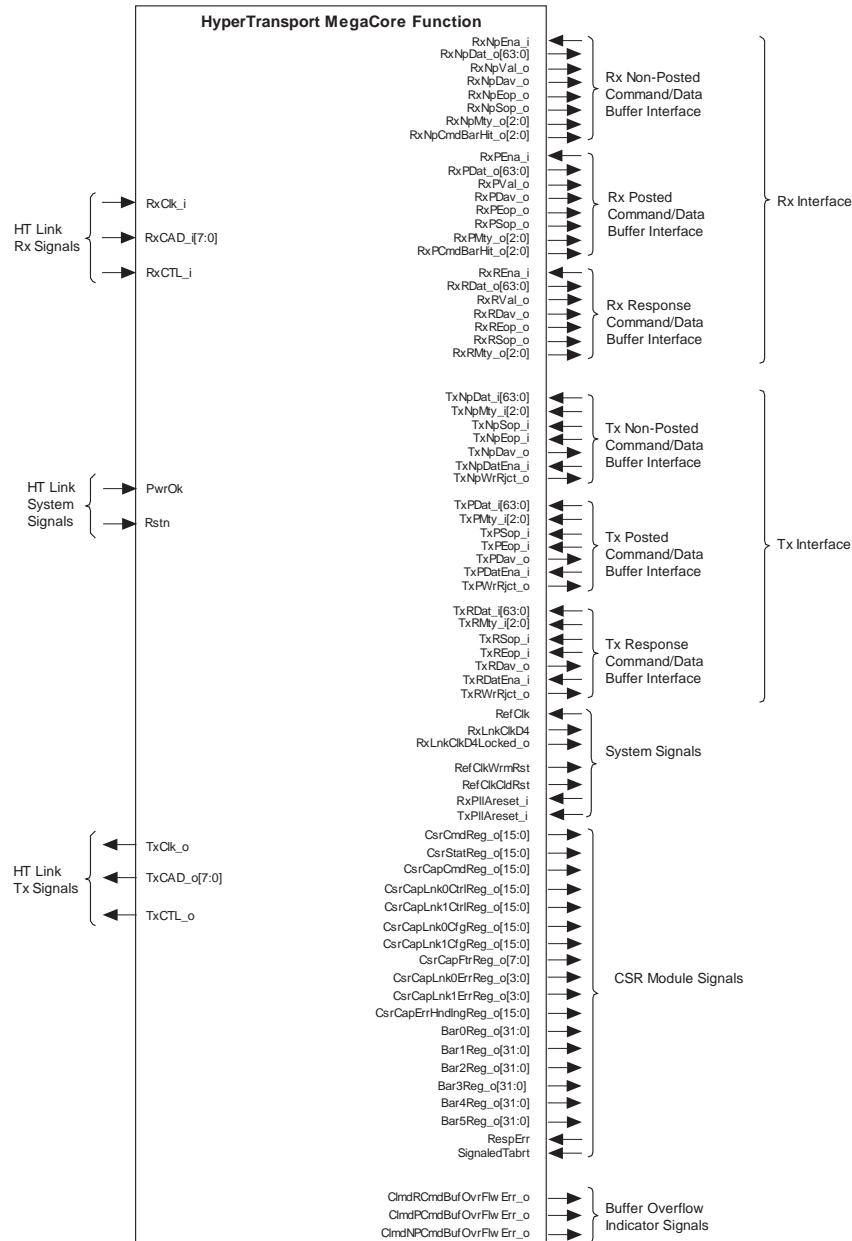 HyperTransport MegaCore Function
RxNpEna_i
RxNpDat_o[63:0]
RxNpVal_o
RxNpDav_o
RxNpEop_o
RxNpSop_o
RxNpMty_o[2:0]
RxNpCmdBarHit_o[2:0]
Rx Non-Posted
Command/Data
Buffer Interface
RxPEna_i
RxPDat_o[63:0]
RxPVal_o
RxPDav_o
RxPEop_o
RxPSop_o
RxPMty_o[2:0]
RxPCmdBarHit_o[2:0]
Rx Posted
Command/Data
Buffer Interface
Rx Interface
HT Link
Rx Signals
RxClk_i
RxCAD_i[7:0]
RxCTL_i
RxREna_i
RxRDat_o[63:0]
RxRVal_o
RxRDav_o
RxREop_o
RxRSop_o
RxRMty_o[2:0]
Rx Response
Command/Data
Buffer Interface
TxNpDat_i[63:0]
TxNpMty_i[2:0]
TxNpSop_i
TxNpEop_i
TxNpDav_o
TxNpDatEna_i
TxNpWrRjct_o
Tx Non-Posted
Command/Data
Buffer Interface
HT Link
System
Signals
PwrOk
Rstn
TxPDat_i[63:0]
TxPMty_i[2:0]
TxPSop_i
TxPEop_i
TxPDav_o
TxPDatEna_i
TxPWrRjct_o
Tx Posted
Command/Data
Buffer Interface
Tx Interface
TxRDat_i[63:0]
TxRMty_i[2:0]
TxRSop_i
TxREop_i
TxRDav_o
TxRDatEna_i
TxRWrRjct_o
Tx Response
Command/Data
Buffer Interface
RefClk
RxLnkClkD4
RxLnkClkD4Locked_o
RefClkWrmRst
RefClkCldRst
RxPllAreset_i
TxPllAreset_i
System Signals
HT Link
Tx Signals
TxClk_o
TxCAD_o[7:0]
TxCTL_o
CsrCmdReg_o[15:0]
CsrStatReg_o[15:0]
CsrCapCmdReg_o[15:0]
CsrCapLnk0CtrlReg_o[15:0]
CsrCapLnk1CtrlReg_o[15:0]
CsrCapLnk0CfgReg_o[15:0]
CsrCapLnk1CfgReg_o[15:0]
CsrCapFtrReg_o[7:0]
CsrCapLnk0ErrReg_o[3:0]
CsrCapLnk1ErrReg_o[3:0]
CsrCapErrHndlngReg_o[15:0]
Bar0Reg_o[31:0]
Bar1Reg_o[31:0]
Bar2Reg_o[31:0]
Bar3Reg_o[31:0]
Bar4Reg_o[31:0]
Bar5Reg_o[31:0]
RespErr
SignaledTabrt
CSR Module Signals
ClmdRCmdBufOvrFlwErr_o
ClmdPCmdBufOvrFlwErr_o
ClmdNPCmdBufOvrFlwErr_o
Buffer Overflow
Indicator Signals